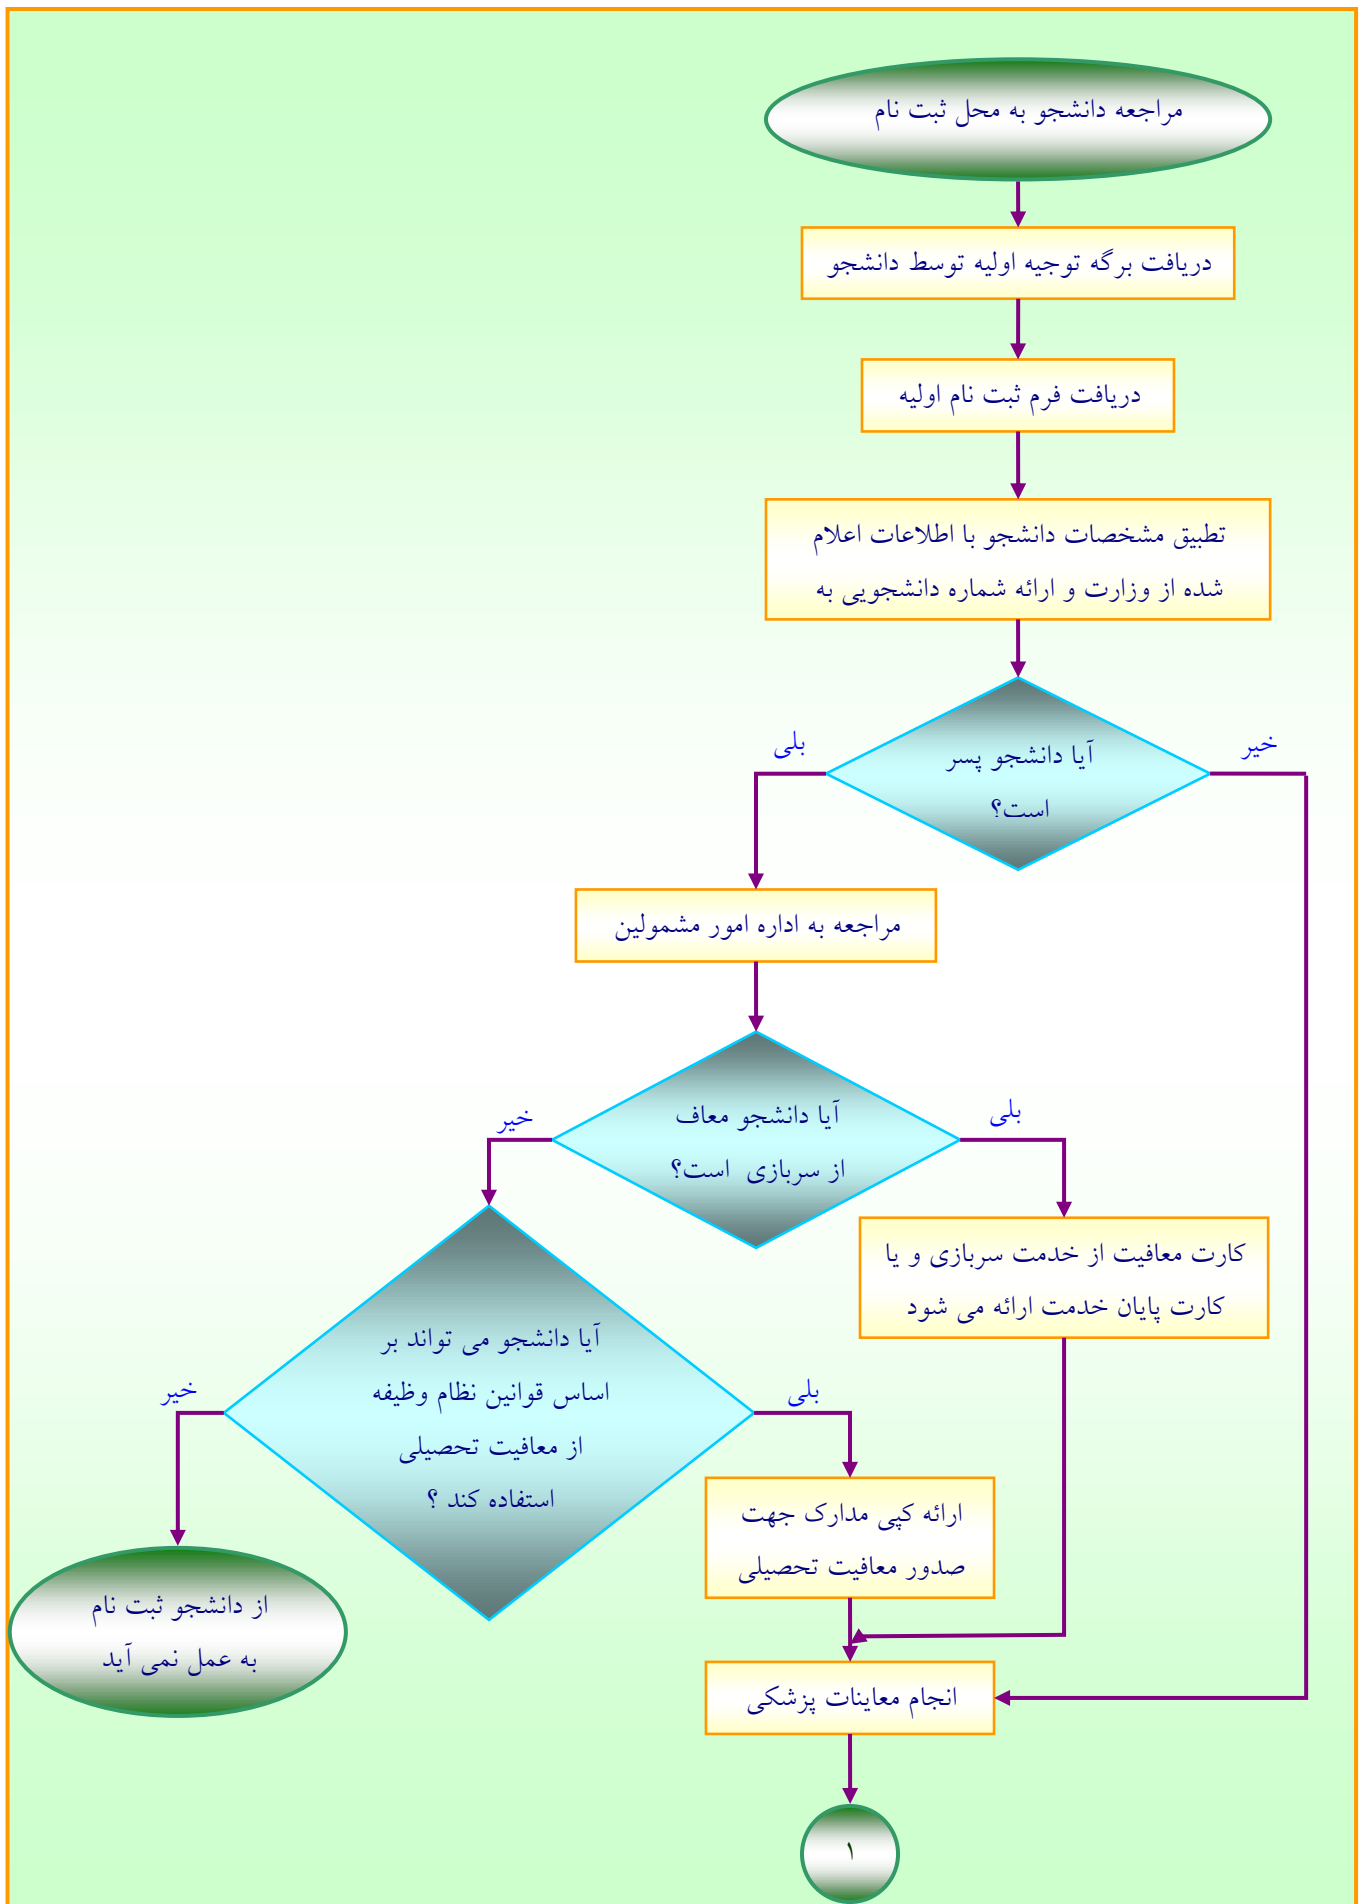 مراجعه دانشجو به محل ثبت نام
دریافت برگه توجیه اولیه توسط دانشجو
دریافت فرم ثبت نام اولیه
تطبیق مشخصات دانشجو با اطلاعات اعلام
شده از وزارت و ارائه شماره دانشجویی به
آیا دانشجو پسر
است؟
خیر
بلی
مراجعه به اداره امور مشمولین
آیا دانشجو معاف
از سربازی است؟
بلی
خیر
کارت معافیت از خدمت سربازی و یا
کارت پایان خدمت ارائه می شود
آیا دانشجو می تواند بر
اساس قوانین نظام وظیفه
از معافیت تحصیلی
استفاده کند ؟
بلی
خیر
ارائه کپی مدارک جهت
صدور معافیت تحصیلی
از دانشجو ثبت نام
به عمل نمی آید
انجام معاینات پزشکی
۱